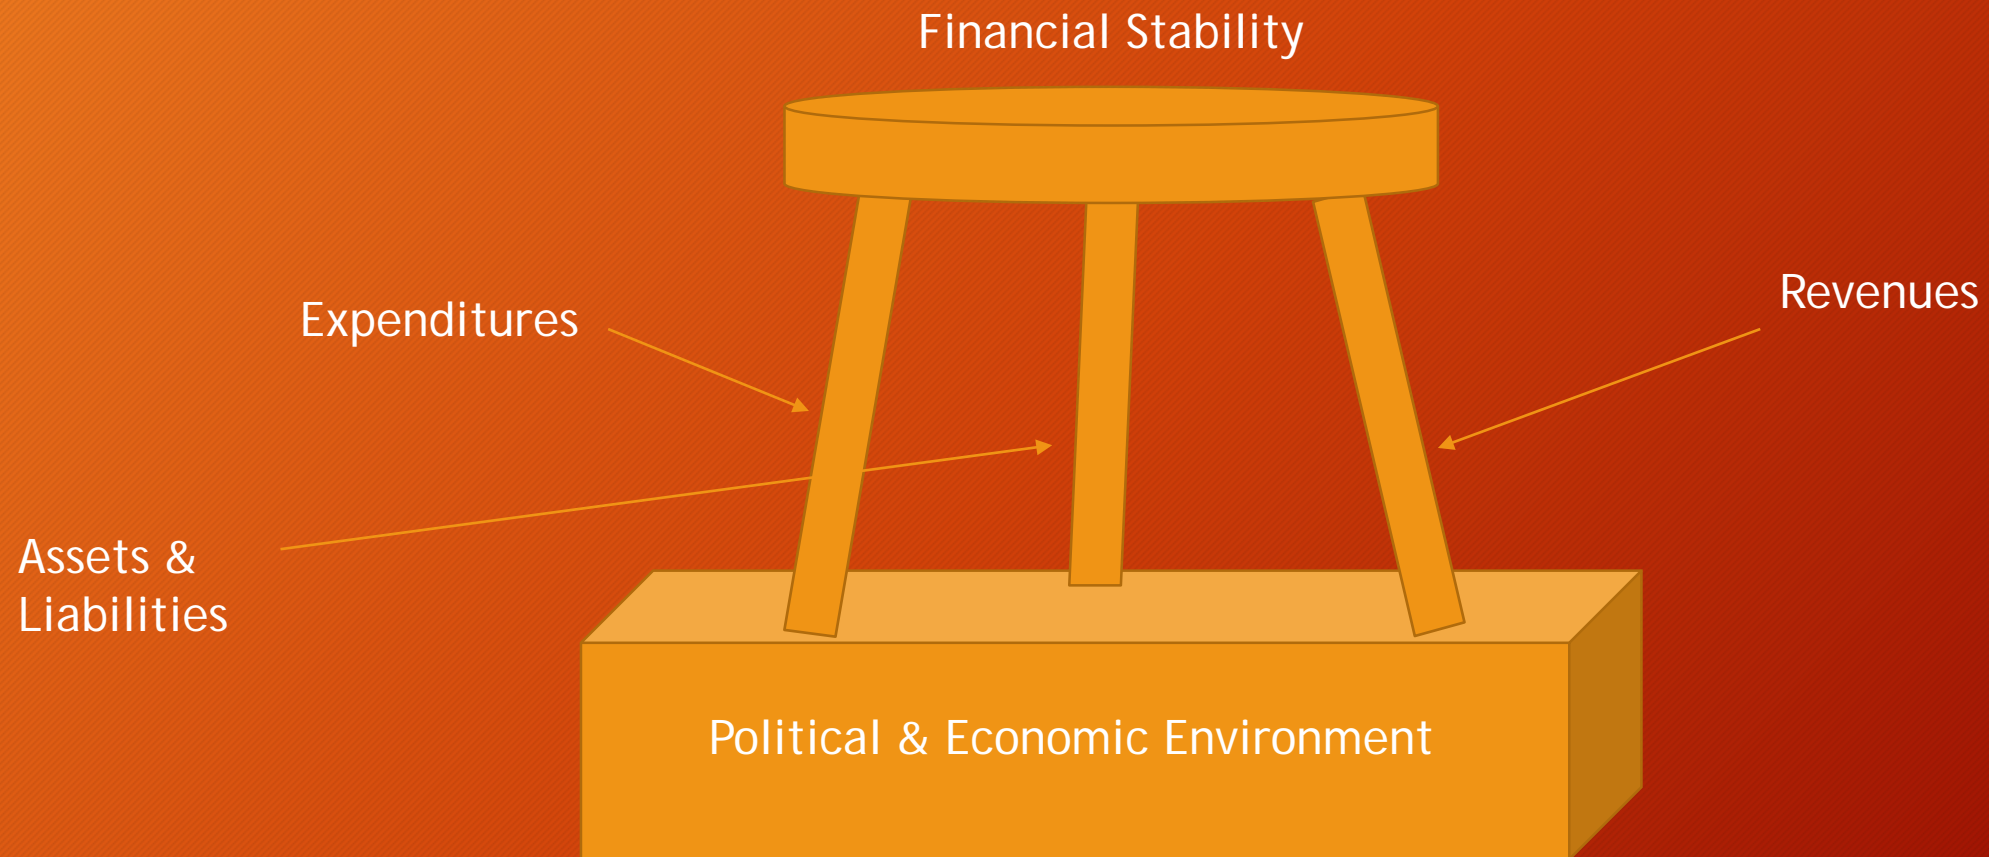 Financial Stability
Expenditures
Revenues
Assets &
Liabilities
Political & Economic Environment